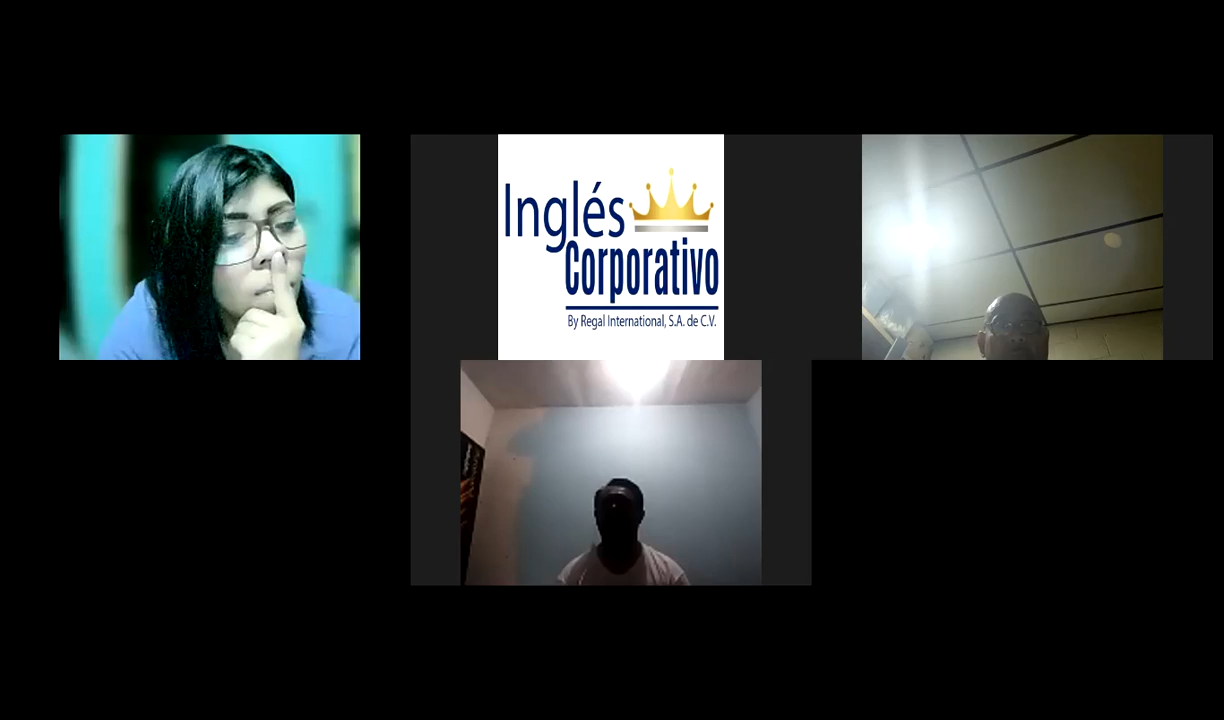 Inglés
Corporativo
By Regal International, S.A. de C.V.